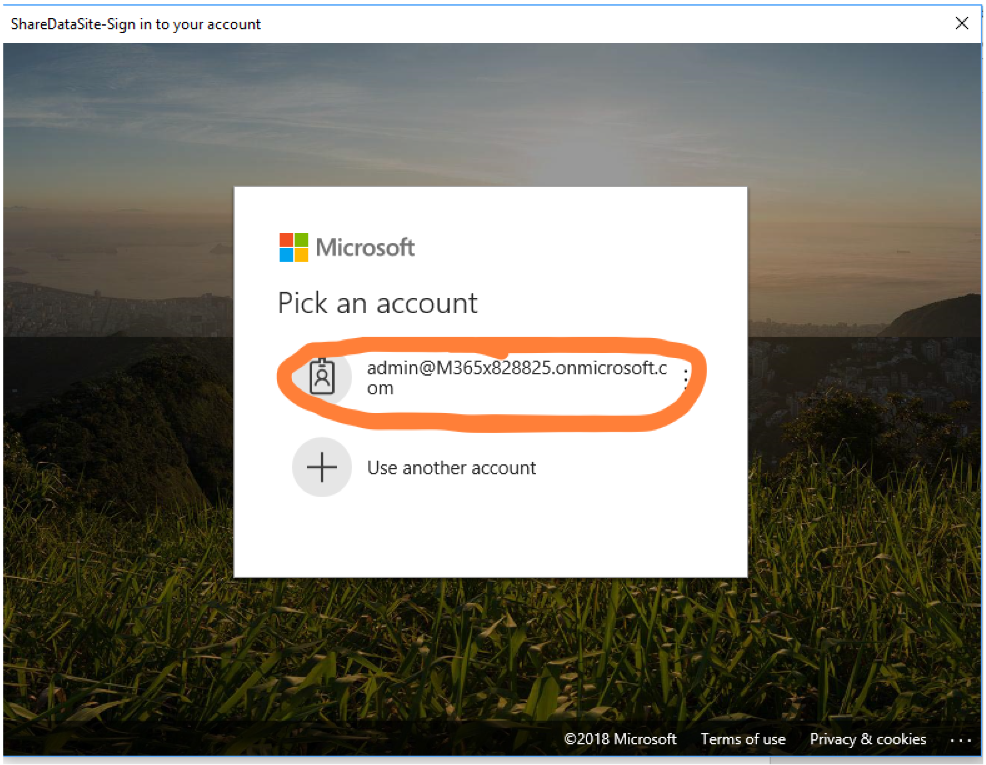 ShareDataSite-Sign in to your account
Microsoft
Pick an account
admin@M365x828825.onmicrosoft.c
om
Use another account
©2018 Microsoft Terms of use Privacy & cookies ...